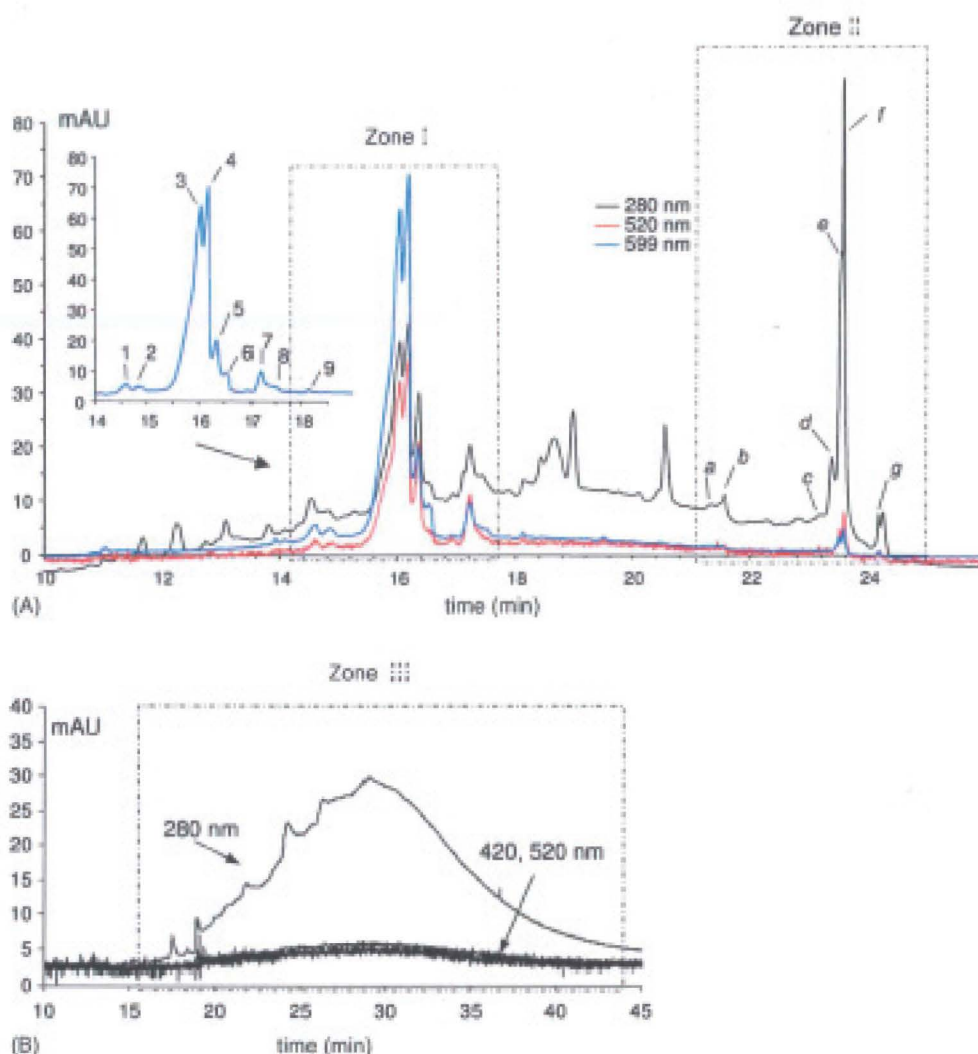 Zone II
mAU
Zone I
80
70
60
50
40
30
20
10
0
80
70
60
50
40
30
20
10
0
1
2
3
4
5
6
7
8
9
14 15 16 17 18
280 nm
520 nm
599 nm
a
b
c
d
e
f
g
10 12 14 16 18 20 22 24
(A)
time (min)
Zone III
mAU
40
35
30
25
20
15
10
5
0
280 nm
420, 520 nm
10 15 20 25 30 35 40 45
(B)
time (min)